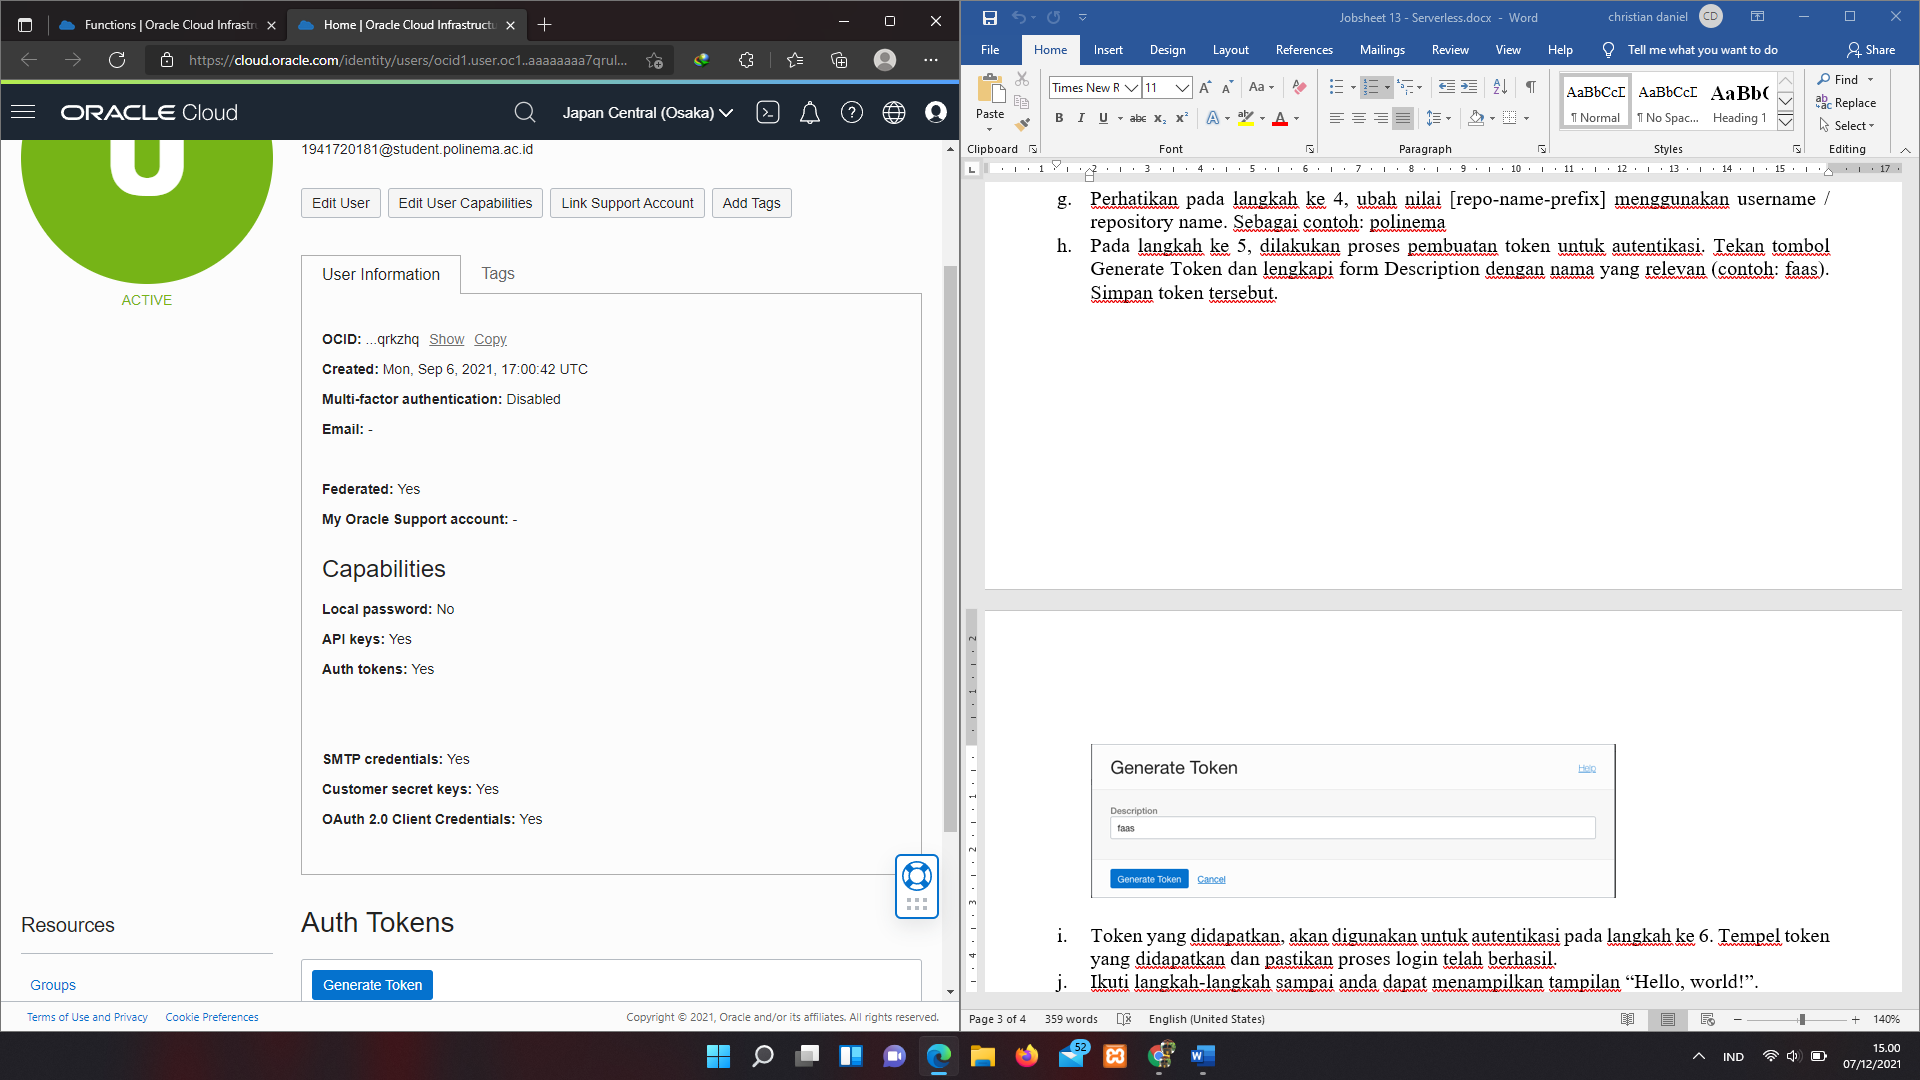 Functions | Oracle Cloud Infrastr
Home | Oracle Cloud Infrastructu
https://cloud.oracle.com/identity/users/ocid1.user.oc1..aaaaaaaa7qrul...
ORACLE Cloud
Japan Central (Osaka)
1941720181@student.polinema.ac.id
Edit User
Edit User Capabilities
Link Support Account
Add Tags
ACTIVE
User Information
Tags
OCID: ...qrkzhq Show Copy
Created: Mon, Sep 6, 2021, 17:00:42 UTC
Multi-factor authentication: Disabled
Email: -
Federated: Yes
My Oracle Support account: -
Capabilities
Local password: No
API keys: Yes
Auth tokens: Yes
SMTP credentials: Yes
Customer secret keys: Yes
OAuth 2.0 Client Credentials: Yes
Resources
Groups
Auth Tokens
Generate Token
Terms of Use and Privacy
Cookie Preferences
Copyright © 2021, Oracle and/or its affiliates. All rights reserved.
Jobsheet 13 - Serverless.docx - Word
christian daniel
CD
File
Home
Insert
Design
Layout
References
Mailings
Review
View
Help
Tell me what you want to do
Share
Paste
Clipboard
Times New R
11
Font
Paragraph
AaBbCcD
¶ Normal
AaBbCcD
¶ No Spac...
AaBbC
Heading 1
Styles
Find
Replace
Select
Editing
g. Perhatikan pada langkah ke 4, ubah nilai [repo-name-prefix] menggunakan username /
repository name. Sebagai contoh: polinema
h. Pada langkah ke 5, dilakukan proses pembuatan token untuk autentikasi. Tekan tombol
Generate Token dan lengkapi form Description dengan nama yang relevan (contoh: faas).
Simpan token tersebut.
Generate Token
Help
Description
faas
Generate Token
Cancel
i. Token yang didapatkan, akan digunakan untuk autentikasi pada langkah ke 6. Tempel token
yang didapatkan dan pastikan proses login telah berhasil.
j. Ikuti langkah-langkah sampai anda dapat menampilkan tampilan “Hello, world!”.
Page 3 of 4
359 words
English (United States)
140%
52
IND
15.00
07/12/2021